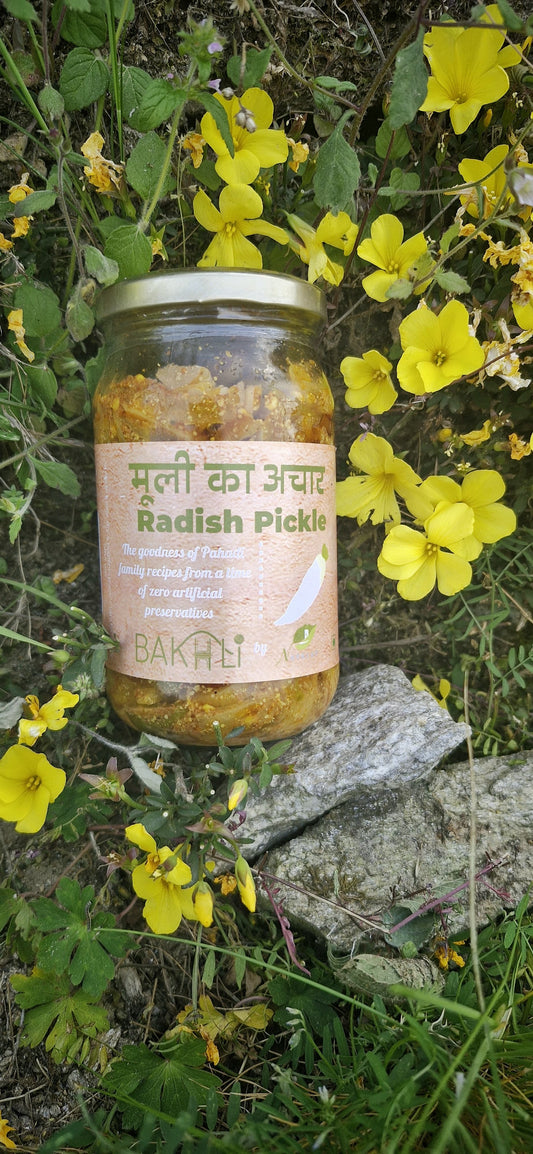 मूली का अचार
Radish Pickle
The goodness of Pahadi
family recipes from a time
of zero artificial
preservatives
BAKHLI
by